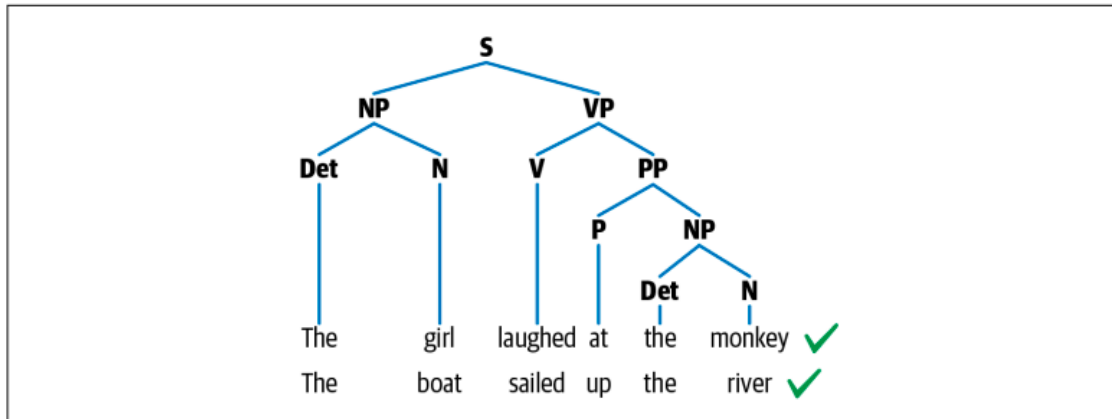 S
NP VP
Det N V PP
P NP
Det N
The girl laughed at the monkey
The boat sailed up the river